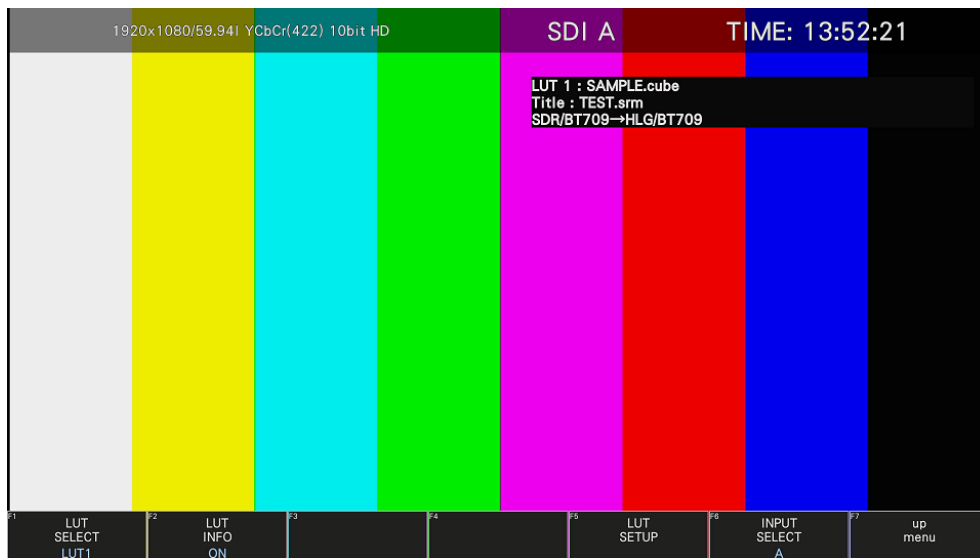 1920x1080/59.94I YCbCr(422) 10bit HD
SDI A
TIME: 13:52:21
LUT 1 : SAMPLE.cube
Title : TEST.srm
SDR/BT709→HLG/BT709
F1
LUT
SELECT
LUT1
F2
LUT
INFO
ON
F3
F4
F5
LUT
SETUP
F6
INPUT
SELECT
A
F7
up
menu